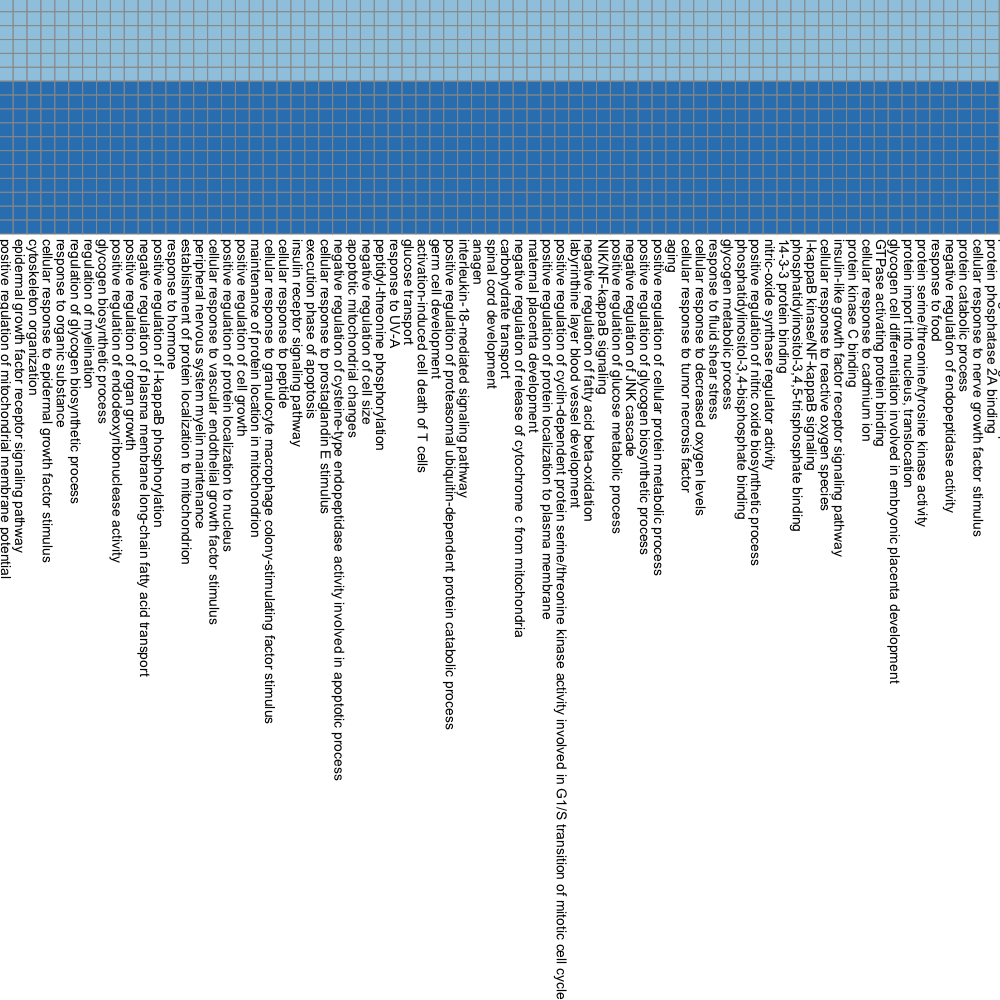 positive regulation of mitochondrial membrane potential
epidermal growth factor receptor signaling pathway
cytoskeleton organization
cellular response to epidermal growth factor stimulus
response to organic substance
regulation of glycogen biosynthetic process
regulation of myelination
glycogen biosynthetic process
positive regulation of endodeoxyribonuclease activity
positive regulation of organ growth
negative regulation of plasma membrane long-chain fatty acid transport
positive regulation of I-kappaB phosphorylation
response to hormone
establishment of protein localization to mitochondrion
peripheral nervous system myelin maintenance
cellular response to vascular endothelial growth factor stimulus
positive regulation of protein localization to nucleus
positive regulation of cell growth
maintenance of protein location in mitochondrion
cellular response to granulocyte macrophage colony-stimulating factor stimulus
cellular response to peptide
insulin receptor signaling pathway
execution phase of apoptosis
cellular response to prostaglandin E stimulus
negative regulation of cysteine-type endopeptidase activity involved in apoptotic process
apoptotic mitochondrial changes
negative regulation of cell size
peptidyl-threonine phosphorylation
response to UV-A
glucose transport
activation-induced cell death of T cells
germ cell development
positive regulation of proteasomal ubiquitin-dependent protein catabolic process
interleukin-18-mediated signaling pathway
anagen
spinal cord development
carbohydrate transport
negative regulation of release of cytochrome c from mitochondria
maternal placenta development
positive regulation of protein localization to plasma membrane
positive regulation of cyclin-dependent protein serine/threonine kinase activity involved in G1/S transition of mitotic cell cycle
labyrinthine layer blood vessel development
negative regulation of fatty acid beta-oxidation
NIK/NF-kappaB signaling
positive regulation of glucose metabolic process
negative regulation of JNK cascade
positive regulation of glycogen biosynthetic process
positive regulation of cellular protein metabolic process
aging
cellular response to tumor necrosis factor
cellular response to decreased oxygen levels
response to fluid shear stress
glycogen metabolic process
phosphatidylinositol-3,4-bisphosphate binding
positive regulation of nitric oxide biosynthetic process
nitric-oxide synthase regulator activity
14-3-3 protein binding
phosphatidylinositol-3,4,5-trisphosphate binding
I-kappaB kinase/NF-kappaB signaling
cellular response to reactive oxygen species
insulin-like growth factor receptor signaling pathway
protein kinase C binding
cellular response to cadmium ion
GTPase activating protein binding
glycogen cell differentiation involved in embryonic placenta development
protein import into nucleus, translocation
protein serine/threonine/tyrosine kinase activity
response to food
negative regulation of endopeptidase activity
protein catabolic process
cellular response to nerve growth factor stimulus
protein phosphatase 2A binding